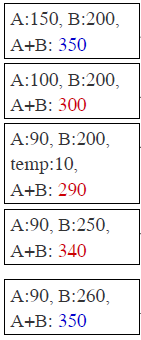 A:150, B:200,
A+B: 350
A:100, B:200,
A+B: 300
A:90, B:200,
temp:10,
A+B: 290
A:90, B:250,
A+B: 340
A:90, B:260,
A+B: 350